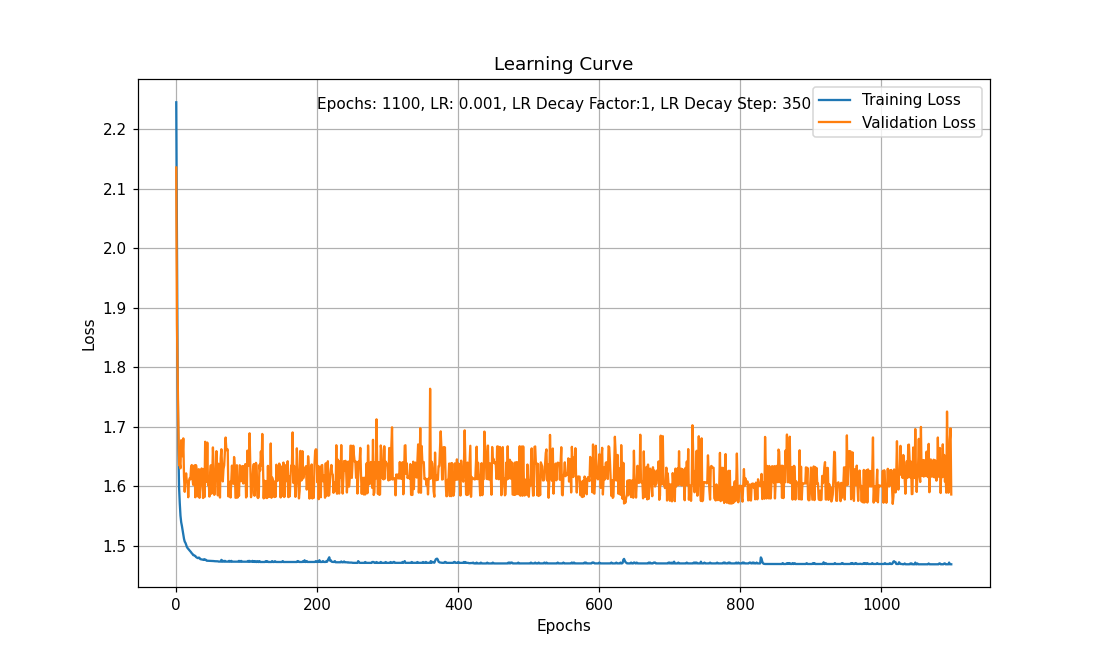 Learning Curve
Epochs: 1100, LR: 0.001, LR Decay Factor:1, LR Decay Step: 350
Training Loss
Validation Loss
2.2
2.1
2.0
1.9
1.8
1.7
1.6
1.5
Loss
0 200 400 600 800 1000
Epochs